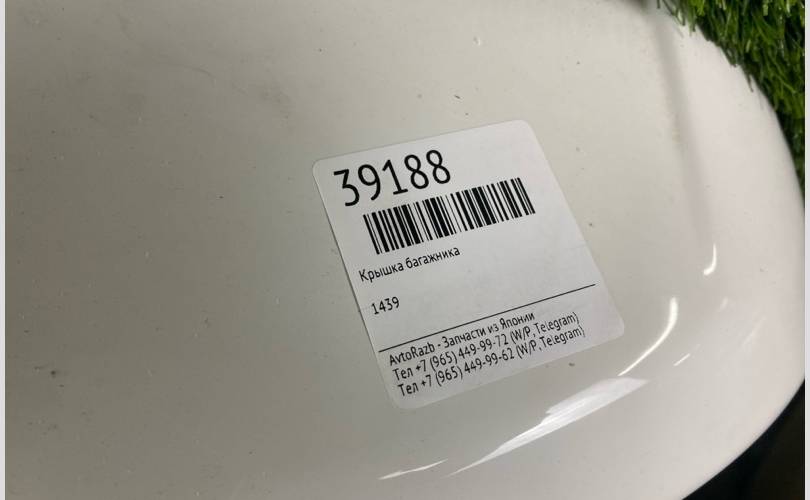 39188
Крышка багажника
1439
AvtoRazb - Запчасти из Японии
Тел +7 (965) 449-99-72 (W/P, Telegram)
Тел +7 (965) 449-99-62 (W/P, Telegram)